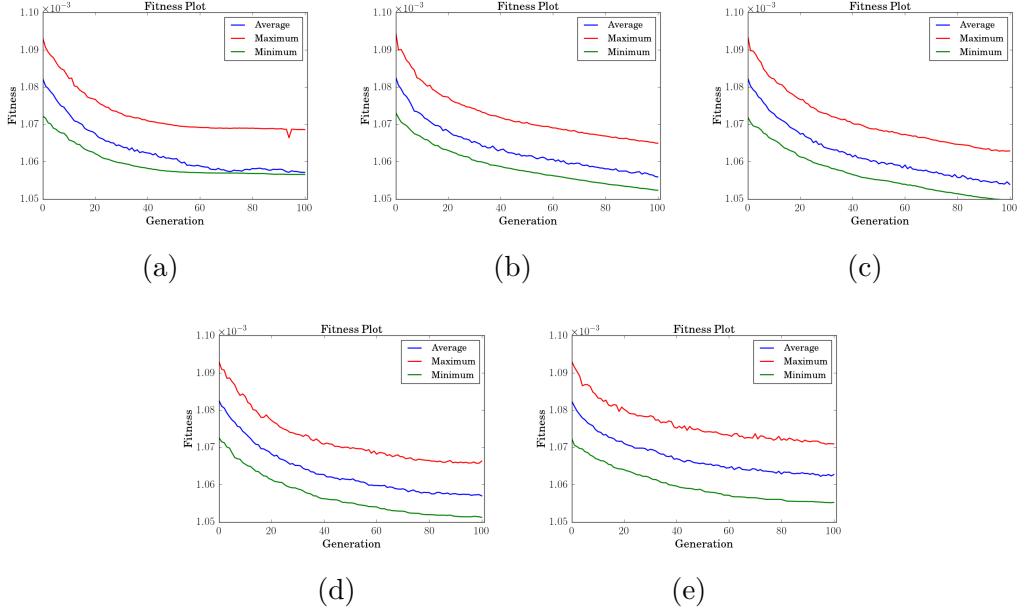 Fitness Plot
×10⁻³
1.10
1.09
1.08
1.07
1.06
1.05
Fitness
0 20 40 60 80 100
Generation
Average
Maximum
Minimum
(a)
Fitness Plot
×10⁻³
1.10
1.09
1.08
1.07
1.06
1.05
Fitness
0 20 40 60 80 100
Generation
Average
Maximum
Minimum
(b)
Fitness Plot
×10⁻³
1.10
1.09
1.08
1.07
1.06
1.05
Fitness
0 20 40 60 80 100
Generation
Average
Maximum
Minimum
(c)
Fitness Plot
×10⁻³
1.10
1.09
1.08
1.07
1.06
1.05
Fitness
0 20 40 60 80 100
Generation
Average
Maximum
Minimum
(d)
Fitness Plot
×10⁻³
1.10
1.09
1.08
1.07
1.06
1.05
Fitness
0 20 40 60 80 100
Generation
Average
Maximum
Minimum
(e)